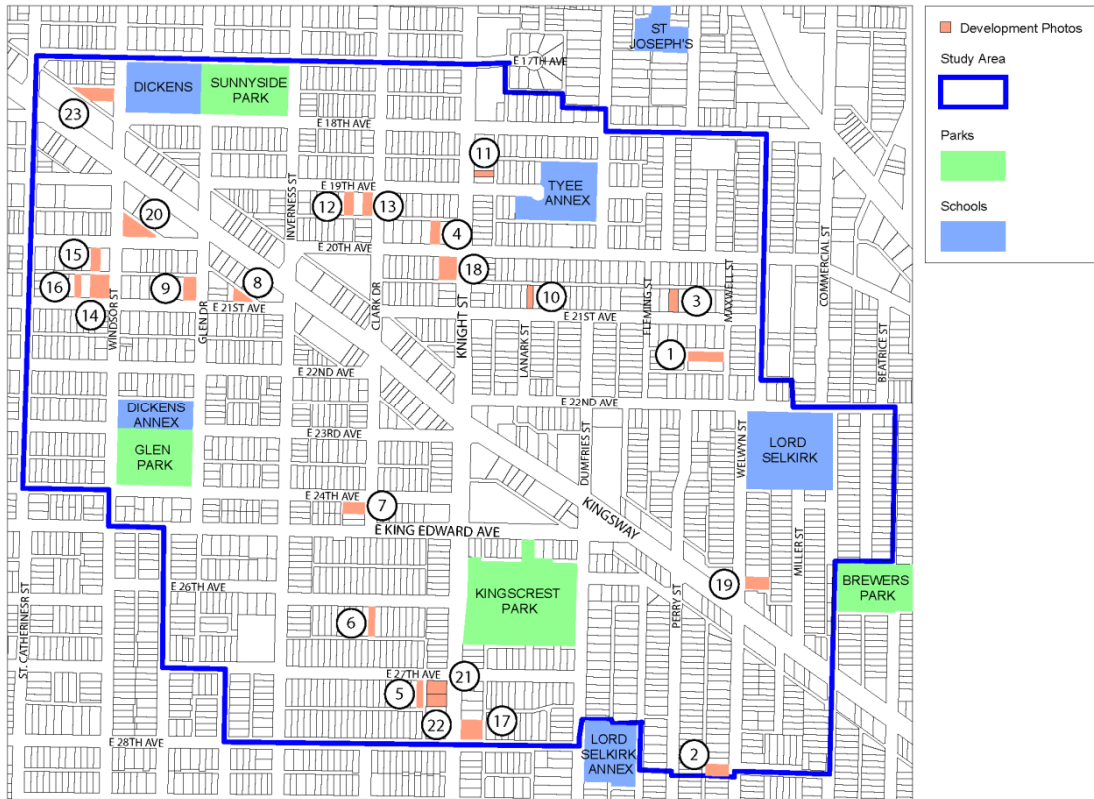 ST
JOSEPH'S
E 17TH AVE
DICKENS
SUNNYSIDE
PARK
23
E 18TH AVE
11
TYEE
ANNEX
INVERNESS ST
E 19TH AVE
12
13
20
4
E 20TH AVE
COMMERCIAL ST
15
18
16
9
8
10
3
MAXWELL ST
FLEMING ST
14
WINDSOR ST
GLEN DR
E 21ST AVE
CLARK DR
KNIGHT ST
LANARK ST
E 21ST AVE
1
BEATRICE ST
E 22ND AVE
E 22ND AVE
DICKENS
ANNEX
GLEN
PARK
E 23RD AVE
DUMFRIES ST
WELWYN ST
LORD
SELKIRK
E 24TH AVE
7
E KING EDWARD AVE
KINGSWAY
MILLER ST
ST. CATHERINESR ST
E 26TH AVE
KINGSCREST
PARK
PERRY ST
19
BREWERS
PARK
6
E 27TH AVE
21
5
22
17
E 28TH AVE
LORD
SELKIRK
ANNEX
2
Development Photos
Study Area
Parks
Schools